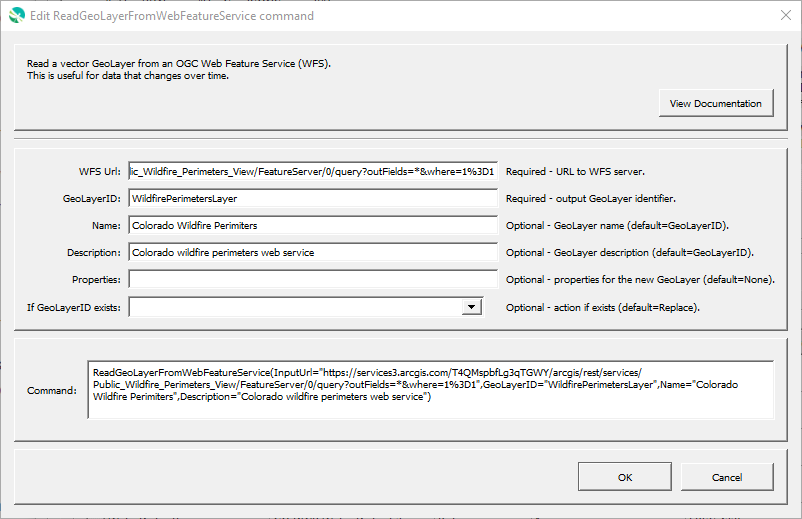 Edit ReadGeoLayerFromWebFeatureService command
Read a vector GeoLayer from an OGC Web Feature Service (WFS).
This is useful for data that changes over time.
View Documentation
WFS Url: lic_Wildfire_Perimeters_View/FeatureServer/0/query?outFields=*&where=1%3D1 Required - URL to WFS server.
GeoLayerID: WildfirePerimetersLayer Required - output GeoLayer identifier.
Name: Colorado Wildfire Perimiters Optional - GeoLayer name (default=GeoLayerID).
Description: Colorado wildfire perimeters web service Optional - GeoLayer description (default=GeoLayerID).
Properties: Optional - properties for the new GeoLayer (default=None).
If GeoLayerID exists: Optional - action if exists (default=Replace).
Command:
ReadGeoLayerFromWebFeatureService(InputUrl="https://services3.arcgis.com/T4QMspbfLg3qTGWY/arcgis/rest/services/
Public_Wildfire_Perimeters_View/FeatureServer/0/query?outFields=*&where=1%3D1",GeoLayerID="WildfirePerimetersLayer",Name="Colorado
Wildfire Perimiters",Description="Colorado wildfire perimeters web service")
OK Cancel